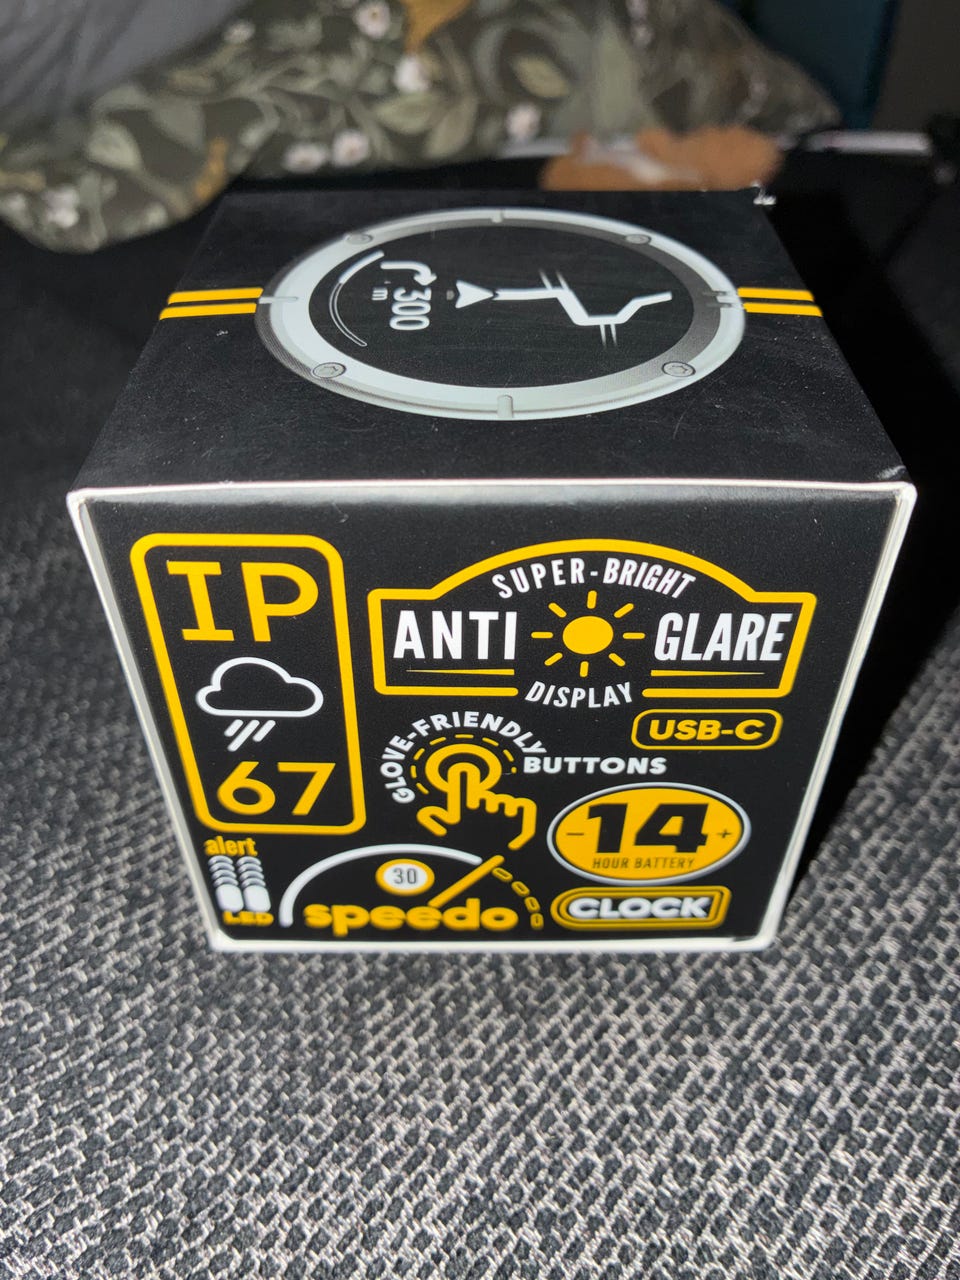 300
m
IP
67
SUPER-BRIGHT
ANTI GLARE
DISPLAY
USB-C
GLOVE-FRIENDLY
BUTTONS
- 14 +
HOUR BATTERY
alert
LED
30
speedo
CLOCK